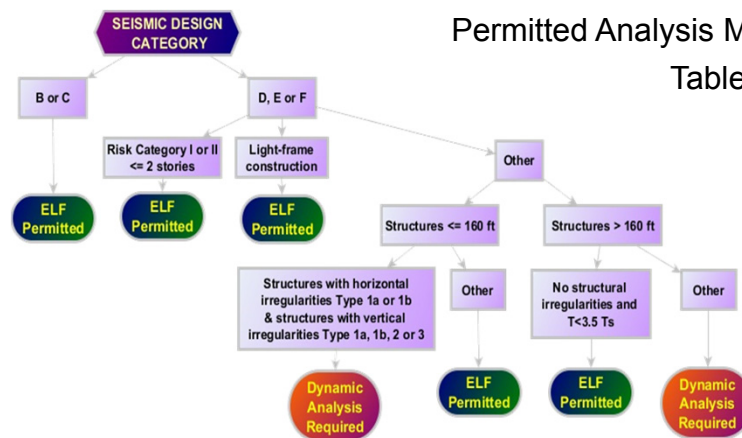 Permitted Analysis M
Table
SEISMIC DESIGN
CATEGORY
B or C
D, E or F
Risk Category I or II
<= 2 stories
Light-frame
construction
Other
ELF
Permitted
ELF
Permitted
ELF
Permitted
Structures <= 160 ft
Structures > 160 ft
Structures with horizontal
irregularities Type 1a or 1b
& structures with vertical
irregularities Type 1a, 1b, 2 or 3
Other
No structural
irregularities and
T<3.5 Ts
Other
Dynamic
Analysis
Required
ELF
Permitted
ELF
Permitted
Dynamic
Analysis
Required